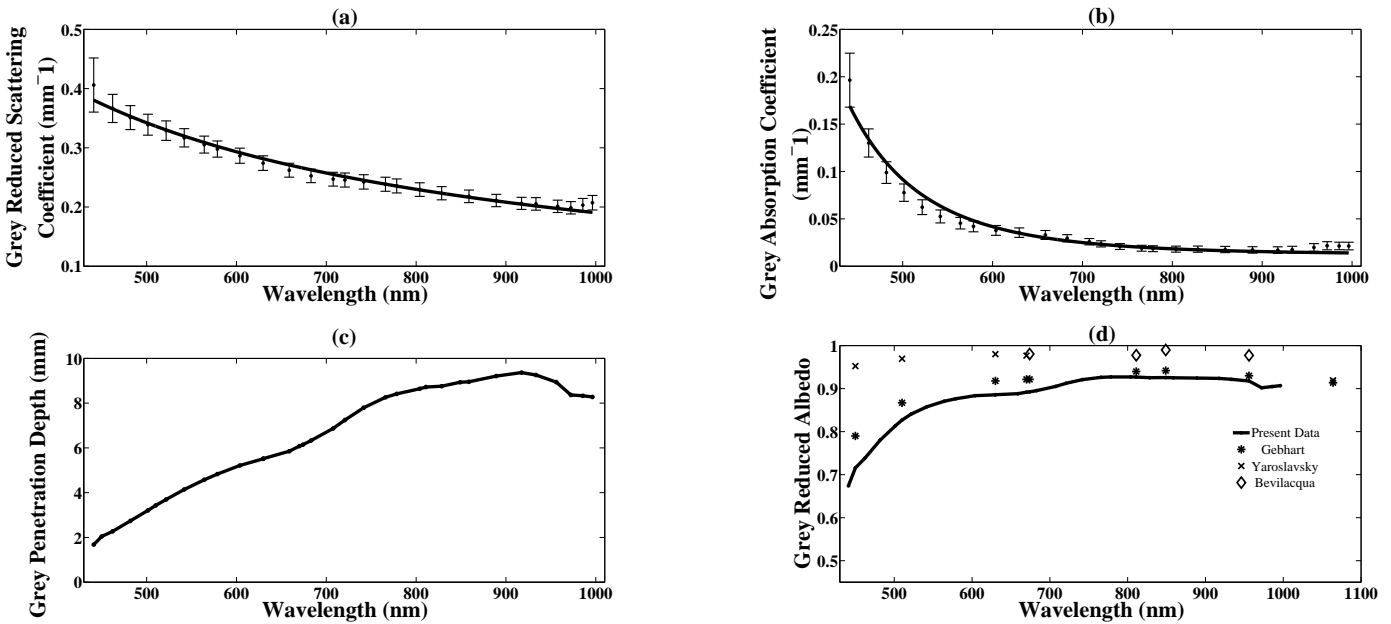 (a)
Grey Reduced Scattering
Coefficient (mm¯1)
0.5
0.4
0.3
0.2
0.1
500 600 700 800 900 1000
Wavelength (nm)
(b)
Grey Absorption Coefficient
(mm¯1)
0.25
0.2
0.15
0.1
0.05
0
500 600 700 800 900 1000
Wavelength (nm)
(c)
Grey Penetration Depth (mm)
10
8
6
4
2
0
500 600 700 800 900 1000
Wavelength (nm)
(d)
Grey Reduced Albedo
1
0.9
0.8
0.7
0.6
0.5
Present Data
Gebhart
Yaroslavsky
Bevilacqua
500 600 700 800 900 1000 1100
Wavelength (nm)